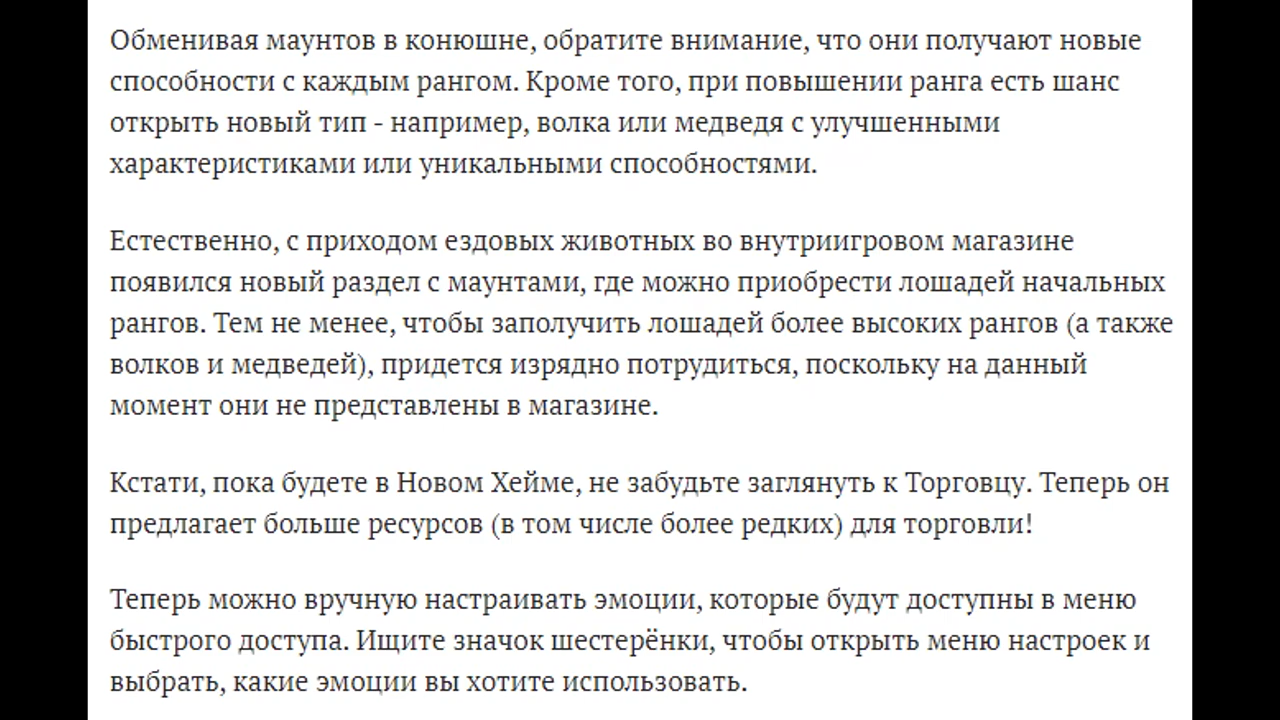 Обменивая маунтов в конюшне, обратите внимание, что они получают новые
способности с каждым рангом. Кроме того, при повышении ранга есть шанс
открыть новый тип - например, волка или медведя с улучшенными
характеристиками или уникальными способностями.
Естественно, с приходом ездовых животных во внутриигровом магазине
появился новый раздел с маунтами, где можно приобрести лошадей начальных
рангов. Тем не менее, чтобы заполучить лошадей более высоких рангов (а также
волков и медведей), придется изрядно потрудиться, поскольку на данный
момент они не представлены в магазине.
Кстати, пока будете в Новом Хейме, не забудьте заглянуть к Торговцу. Теперь он
предлагает больше ресурсов (в том числе более редких) для торговли!
Теперь можно вручную настраивать эмоции, которые будут доступны в меню
быстрого доступа. Ищите значок шестерёнки, чтобы открыть меню настроек и
выбрать, какие эмоции вы хотите использовать.